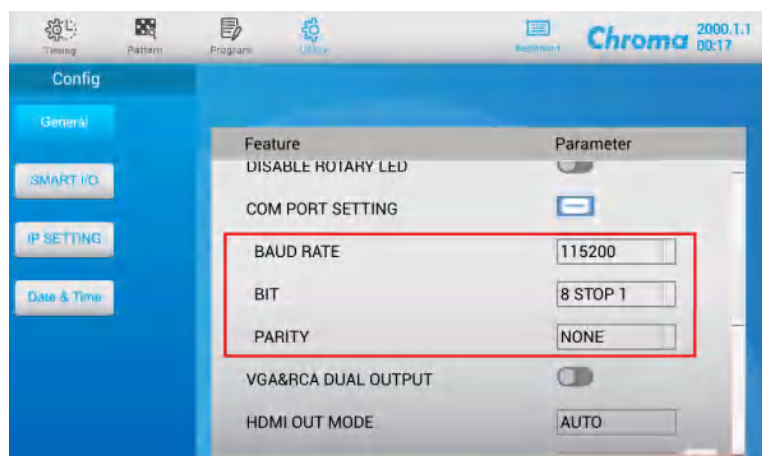 Timing Pattern Program Utility Chroma 2000.1.1
00:17
Config
General
Feature Parameter
DISABLE ROTARY LED
SMART I/O
COM PORT SETTING
IP SETTING
BAUD RATE 115200
BIT 8 STOP 1
Date & Time
PARITY NONE
VGA&RCA DUAL OUTPUT
HDMI OUT MODE AUTO